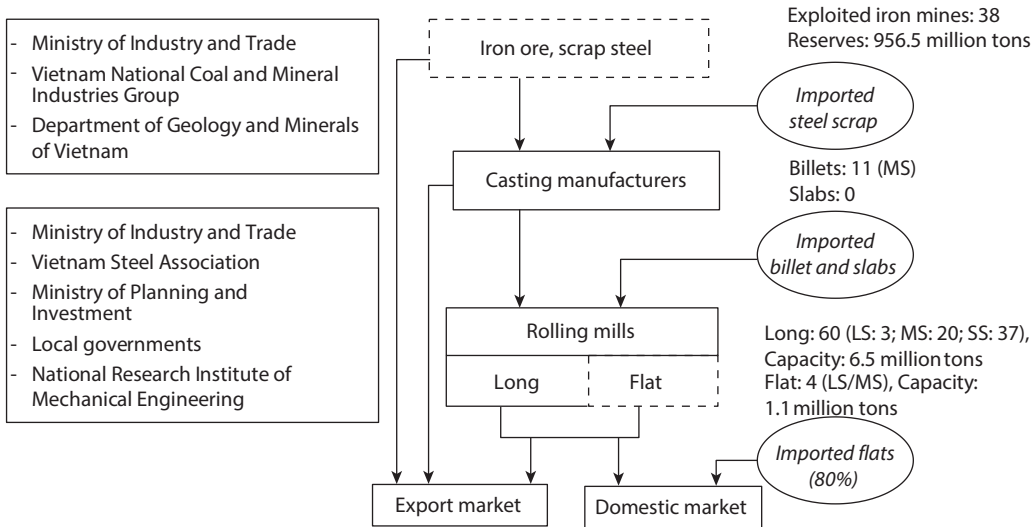 - Ministry of Industry and Trade
- Vietnam National Coal and Mineral
Industries Group
- Department of Geology and Minerals
of Vietnam
- Ministry of Industry and Trade
- Vietnam Steel Association
- Ministry of Planning and
Investment
- Local governments
- National Research Institute of
Mechanical Engineering
Iron ore, scrap steel
Exploited iron mines: 38
Reserves: 956.5 million tons
Imported
steel scrap
Casting manufacturers
Billets: 11 (MS)
Slabs: 0
Imported
billet and slabs
Rolling mills
Long
Flat
Long: 60 (LS: 3; MS: 20; SS: 37),
Capacity: 6.5 million tons
Flat: 4 (LS/MS), Capacity:
1.1 million tons
Imported flats
(80%)
Export market
Domestic market